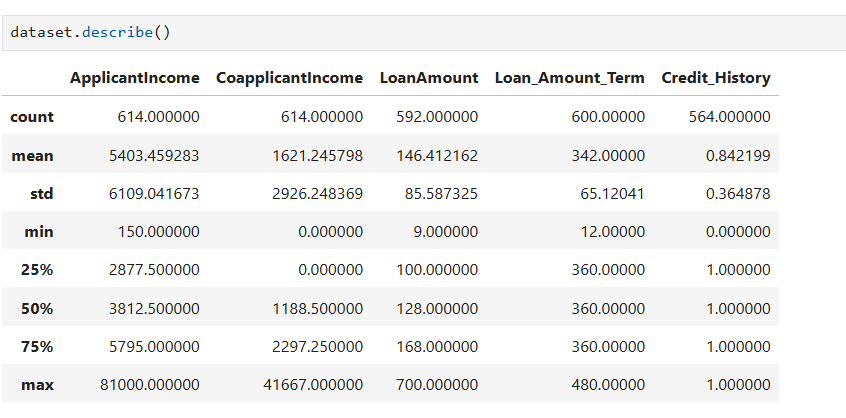 dataset.describe()
ApplicantIncome CoapplicantIncome LoanAmount Loan_Amount_Term Credit_History
count 614.000000 614.000000 592.000000 600.00000 564.000000
mean 5403.459283 1621.245798 146.412162 342.00000 0.842199
std 6109.041673 2926.248369 85.587325 65.12041 0.364878
min 150.000000 0.000000 9.000000 12.00000 0.000000
25% 2877.500000 0.000000 100.000000 360.00000 1.000000
50% 3812.500000 1188.500000 128.000000 360.00000 1.000000
75% 5795.000000 2297.250000 168.000000 360.00000 1.000000
max 81000.000000 41667.000000 700.000000 480.00000 1.000000